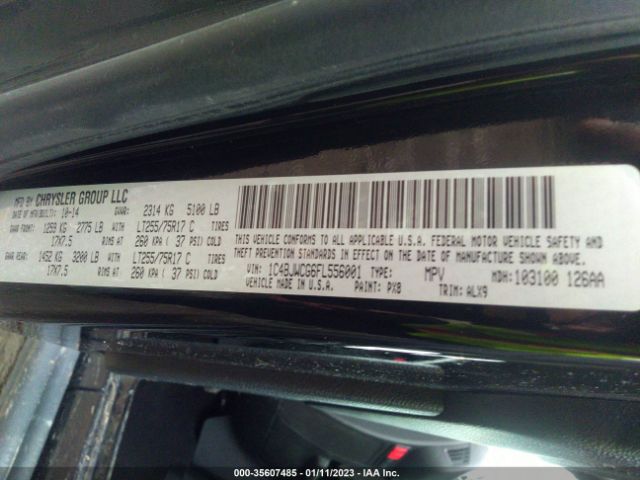 MFD BY CHRYSLER GROUP LLC
DATE OF MFR(BUILT): 10-14 GVWR: 2314 KG 5100 LB
GAWR FRONT: 1259 KG 2775 LB WITH LT255/75R17 C TIRES
17X7.5 RIMS AT 260 KPA ( 37 PSI) COLD
GAWR REAR: 1452 KG 3200 LB WITH LT255/75R17 C TIRES
17X7.5 RIMS AT 260 KPA ( 37 PSI) COLD
THIS VEHICLE CONFORMS TO ALL APPLICABLE U.S.A. FEDERAL MOTOR VEHICLE SAFETY AND
THEFT PREVENTION STANDARDS IN EFFECT ON THE DATE OF MANUFACTURE SHOWN ABOVE.
VIN: 1C4BJWCG6FL556001 TYPE: MPV MDH: 103100 126AA
VEHICLE MADE IN U.S.A. PAINT: PX8 TRIM: ALX9
000-35607485 - 01/11/2023 - IAA Inc.